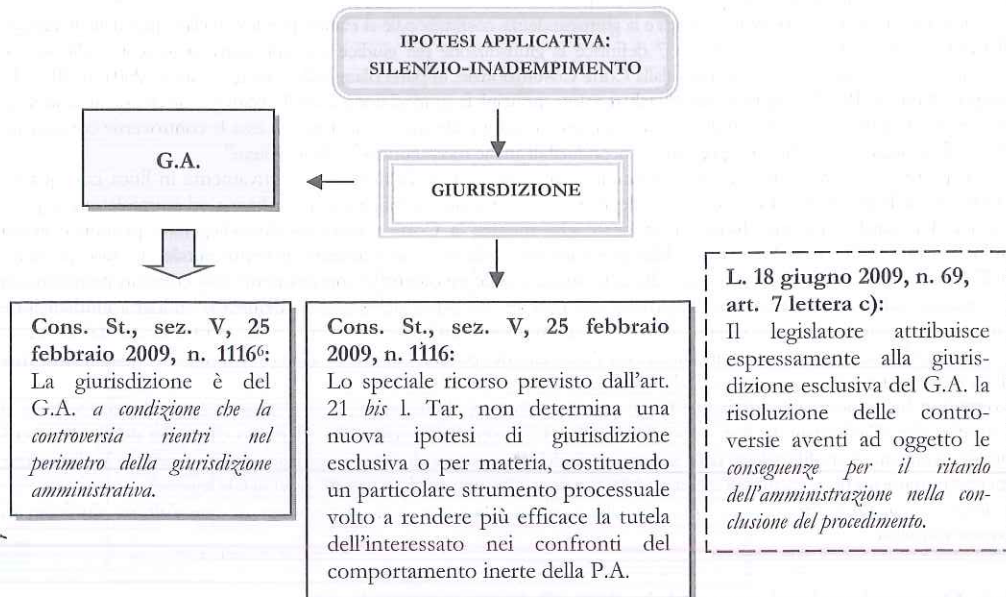 IPOTESI APPLICATIVA:
SILENZIO-INADEMPIMENTO
G.A.
GIURISDIZIONE
Cons. St., sez. V, 25
febbraio 2009, n. 1116⁶:
La giurisdizione è del
G.A. a condizione che la
controversia rientri nel
perimetro della giurisdizione
amministrativa.
Cons. St., sez. V, 25 febbraio
2009, n. 1116:
Lo speciale ricorso previsto dall'art.
21 bis l. Tar, non determina una
nuova ipotesi di giurisdizione
esclusiva o per materia, costituendo
un particolare strumento processuale
volto a rendere più efficace la tutela
dell'interessato nei confronti del
comportamento inerte della P.A.
L. 18 giugno 2009, n. 69,
art. 7 lettera c):
Il legislatore attribuisce
espressamente alla giuris-
dizione esclusiva del G.A. la
risoluzione delle contro-
versie aventi ad oggetto le
conseguenze per il ritardo
dell'amministrazione nella con-
clusione del procedimento.